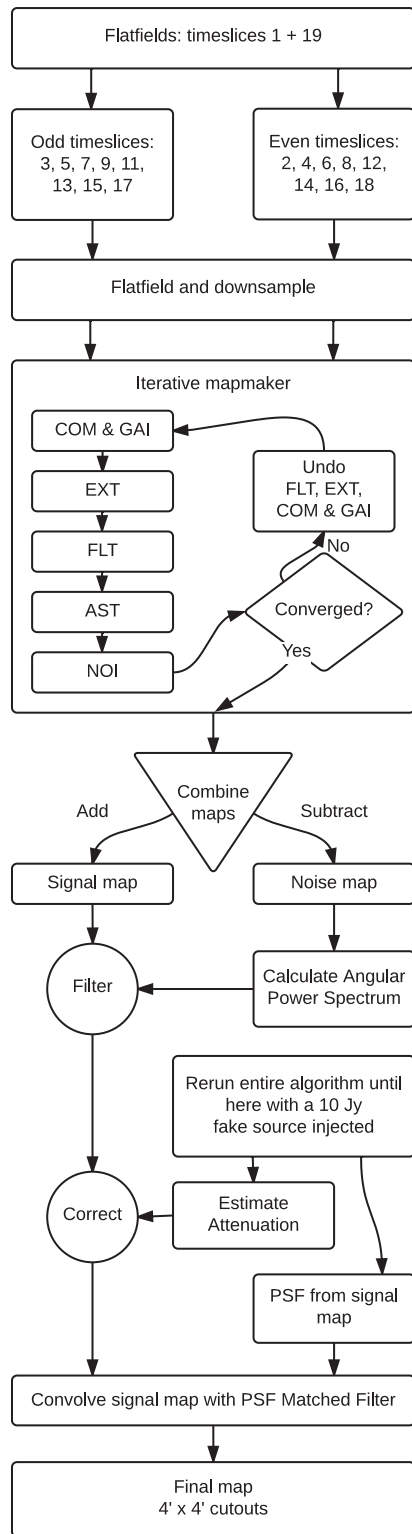 Flatfields: timeslices 1 + 19
Odd timeslices:
3, 5, 7, 9, 11,
13, 15, 17
Even timeslices:
2, 4, 6, 8, 12,
14, 16, 18
Flatfield and downsample
Iterative mapmaker
COM & GAI
EXT
FLT
AST
NOI
Undo
FLT, EXT,
COM & GAI
No
Converged?
Yes
Combine
maps
Add
Subtract
Signal map
Noise map
Filter
Calculate Angular
Power Spectrum
Rerun entire algorithm until
here with a 10 Jy
fake source injected
Correct
Estimate
Attenuation
PSF from signal
map
Convolve signal map with PSF Matched Filter
Final map
4' x 4' cutouts